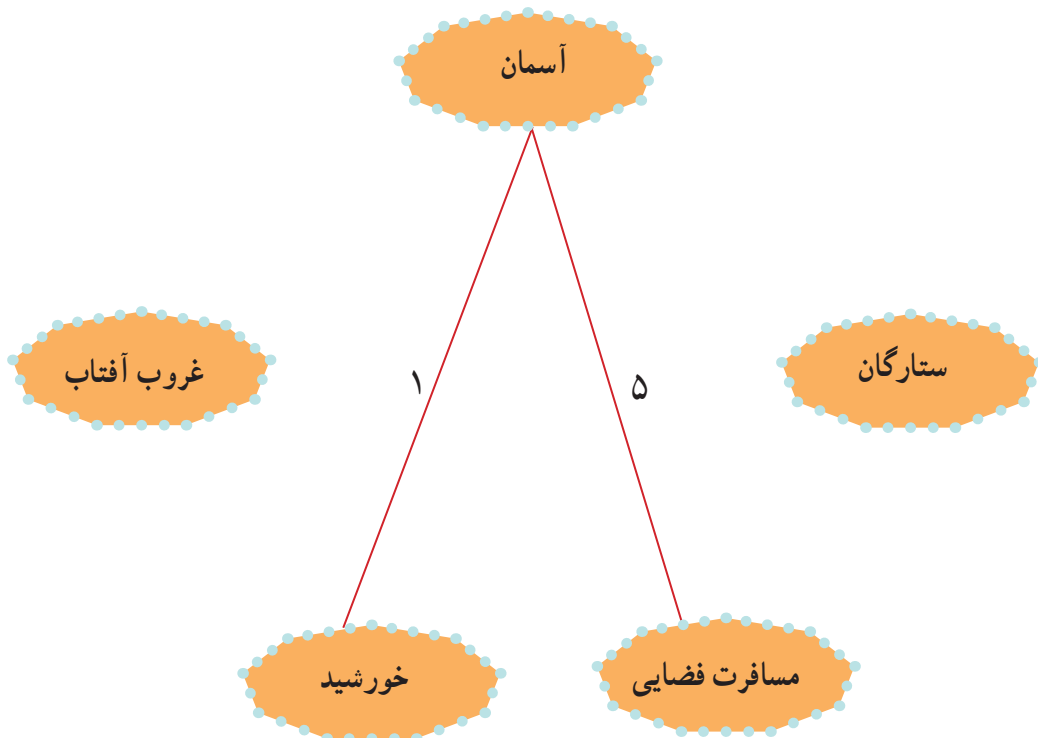 آسمان
ستارگان
غروب آفتاب
۵
۱
مسافرت فضایی
خورشید